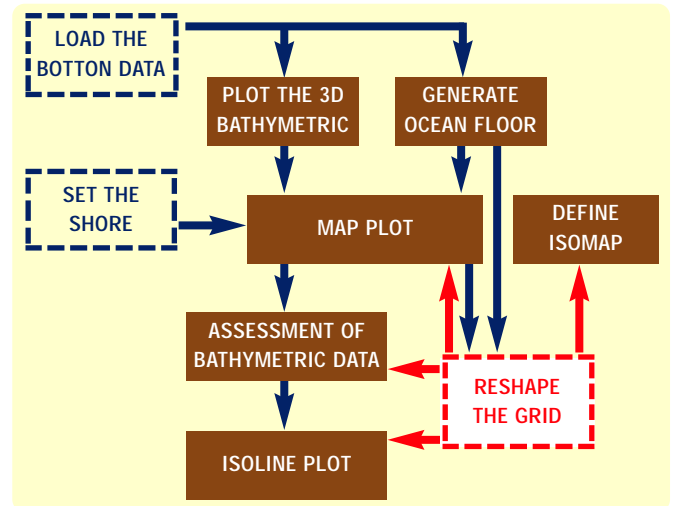 LOAD THE
BOTTON DATA
PLOT THE 3D
BATHYMETRIC
GENERATE
OCEAN FLOOR
SET THE
SHORE
MAP PLOT
DEFINE
ISOMAP
ASSESSMENT OF
BATHYMETRIC DATA
RESHAPE
THE GRID
ISOLINE PLOT